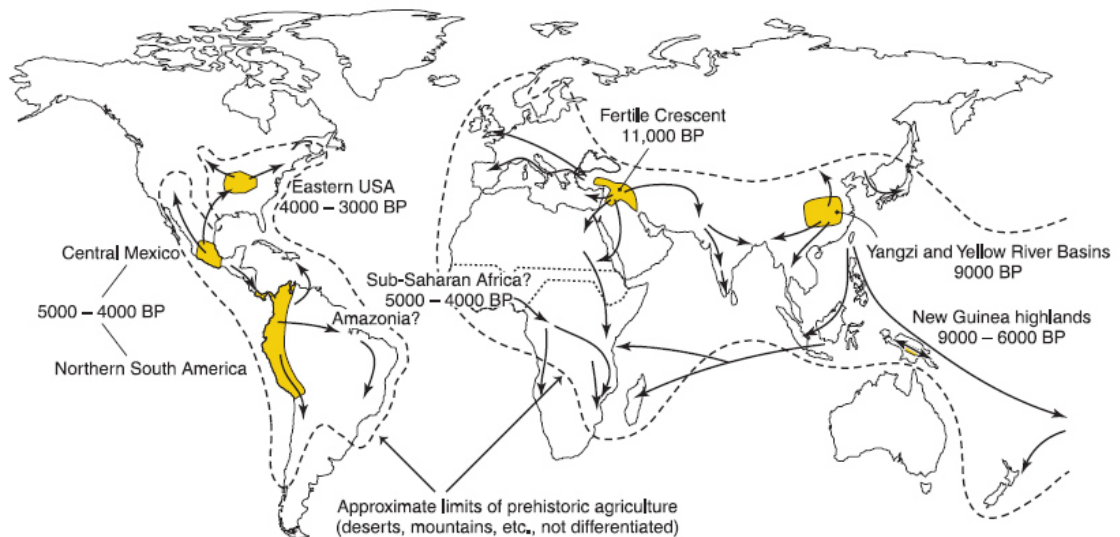 Fertile Crescent
11,000 BP
Eastern USA
4000 – 3000 BP
Central Mexico
5000 – 4000 BP
Northern South America
Amazonia?
Sub-Saharan Africa?
5000 – 4000 BP
Yangzi and Yellow River Basins
9000 BP
New Guinea highlands
9000 – 6000 BP
Approximate limits of prehistoric agriculture
(deserts, mountains, etc., not differentiated)